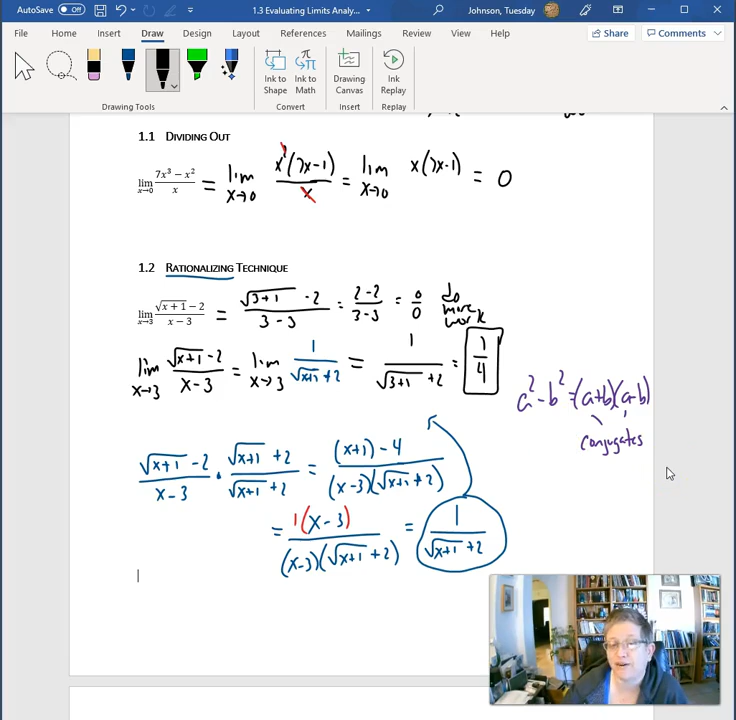 AutoSave Off 1.3 Evaluating Limits Analy... Johnson, Tuesday
File Home Insert Draw Design Layout References Mailings Review View Help Share Comments
Ink to Shape Ink to Math Drawing Canvas Ink Replay
Drawing Tools Convert Insert Replay
1.1 DIVIDING OUT
lim x→0 (7x³ − x²)/x = lim x→0 x²(7x−1)/x = lim x→0 x(7x−1) = 0
1.2 RATIONALIZING TECHNIQUE
lim x→3 (√(x+1) − 2)/(x − 3) = (√(3+1) − 2)/(3 − 3) = (2−2)/(3−3) = 0/0 do more work
lim x→3 (√(x+1) − 2)/(x − 3) = lim x→3 1/(√(x+1) + 2) = 1/(√(3+1) + 2) = 1/4
a² − b² = (a+b)(a−b)
conjugates
(√(x+1) − 2)/(x − 3) · (√(x+1) + 2)/(√(x+1) + 2) = ((x+1) − 4)/((x−3)(√(x+1) + 2))
= 1(x − 3)/((x−3)(√(x+1) + 2)) = 1/(√(x+1) + 2)